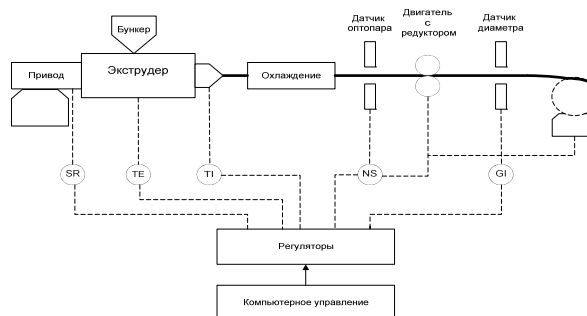 Датчик
оптопара
Двигатель
с
редуктором
Датчик
диаметра
Бункер
Привод
Экструдер
Охлаждение
SR
TE
TI
NS
GI
Регуляторы
Компьютерное управление